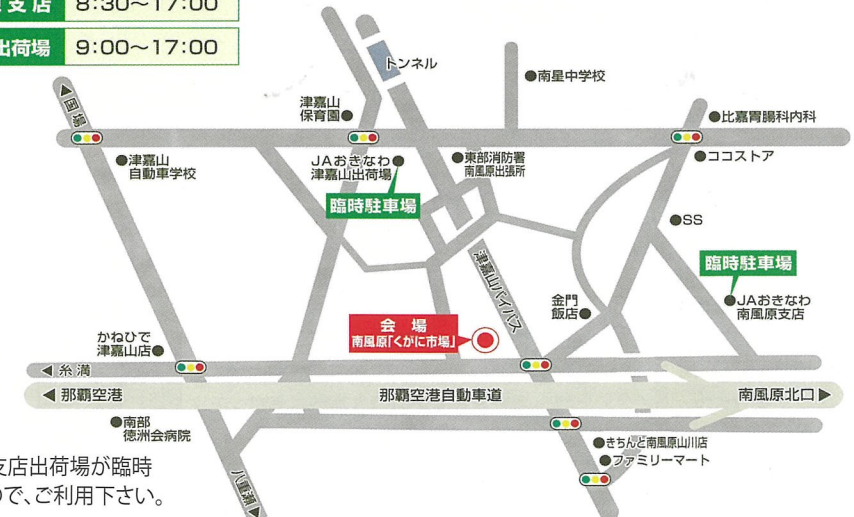 支店 8:30〜17:00
出荷場 9:00〜17:00
トンネル
●南星中学校
▲国場
津嘉山
保育園●
●比嘉胃腸科内科
●津嘉山
自動車学校
JAおきなわ●
津嘉山出荷場
●東部消防署
南風原出張所
●ココストア
臨時駐車場
●SS
津嘉山バイパス
臨時駐車場
●JAおきなわ
南風原支店
金門
飯店●
会場
南風原「くがに市場」
かねひで
津嘉山店●
◀糸満
◀那覇空港
那覇空港自動車道
南風原北口▶
●南部
徳洲会病院
●きちんと南風原山川店
●ファミリーマート
八重瀬▶
支店出荷場が臨時
ので、ご利用下さい。